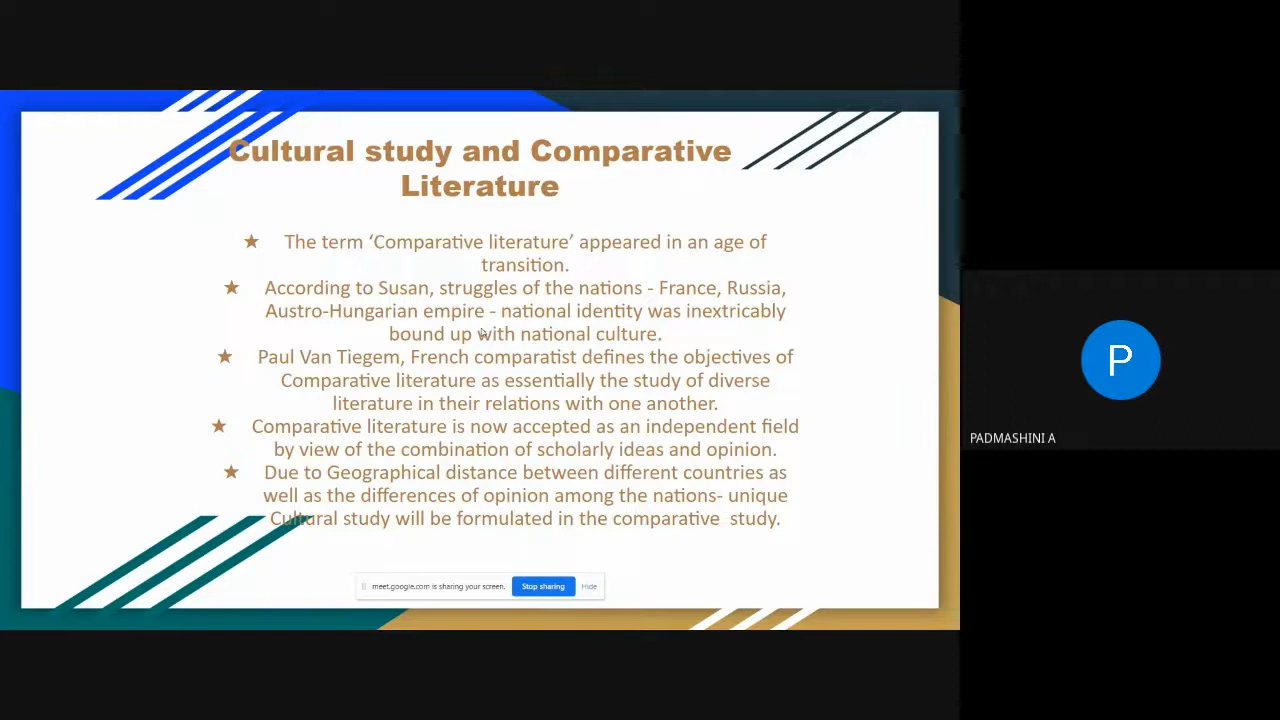 Cultural study and Comparative
Literature
★ The term ‘Comparative literature’ appeared in an age of
transition.
★ According to Susan, struggles of the nations - France, Russia,
Austro-Hungarian empire - national identity was inextricably
bound up with national culture.
★ Paul Van Tiegem, French comparatist defines the objectives of
Comparative literature as essentially the study of diverse
literature in their relations with one another.
★ Comparative literature is now accepted as an independent field
by view of the combination of scholarly ideas and opinion.
★ Due to Geographical distance between different countries as
well as the differences of opinion among the nations- unique
Cultural study will be formulated in the comparative study.
meet.google.com is sharing your screen. Stop sharing Hide
P
PADMASHINI A